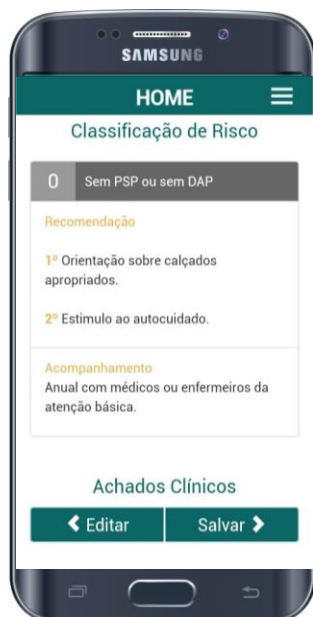 SAMSUNG
HOME
Classificação de Risco
0 Sem PSP ou sem DAP
Recomendação
1º Orientação sobre calçados
apropriados.
2º Estimulo ao autocuidado.
Acompanhamento
Anual com médicos ou enfermeiros da
atenção básica.
Achados Clínicos
Editar Salvar